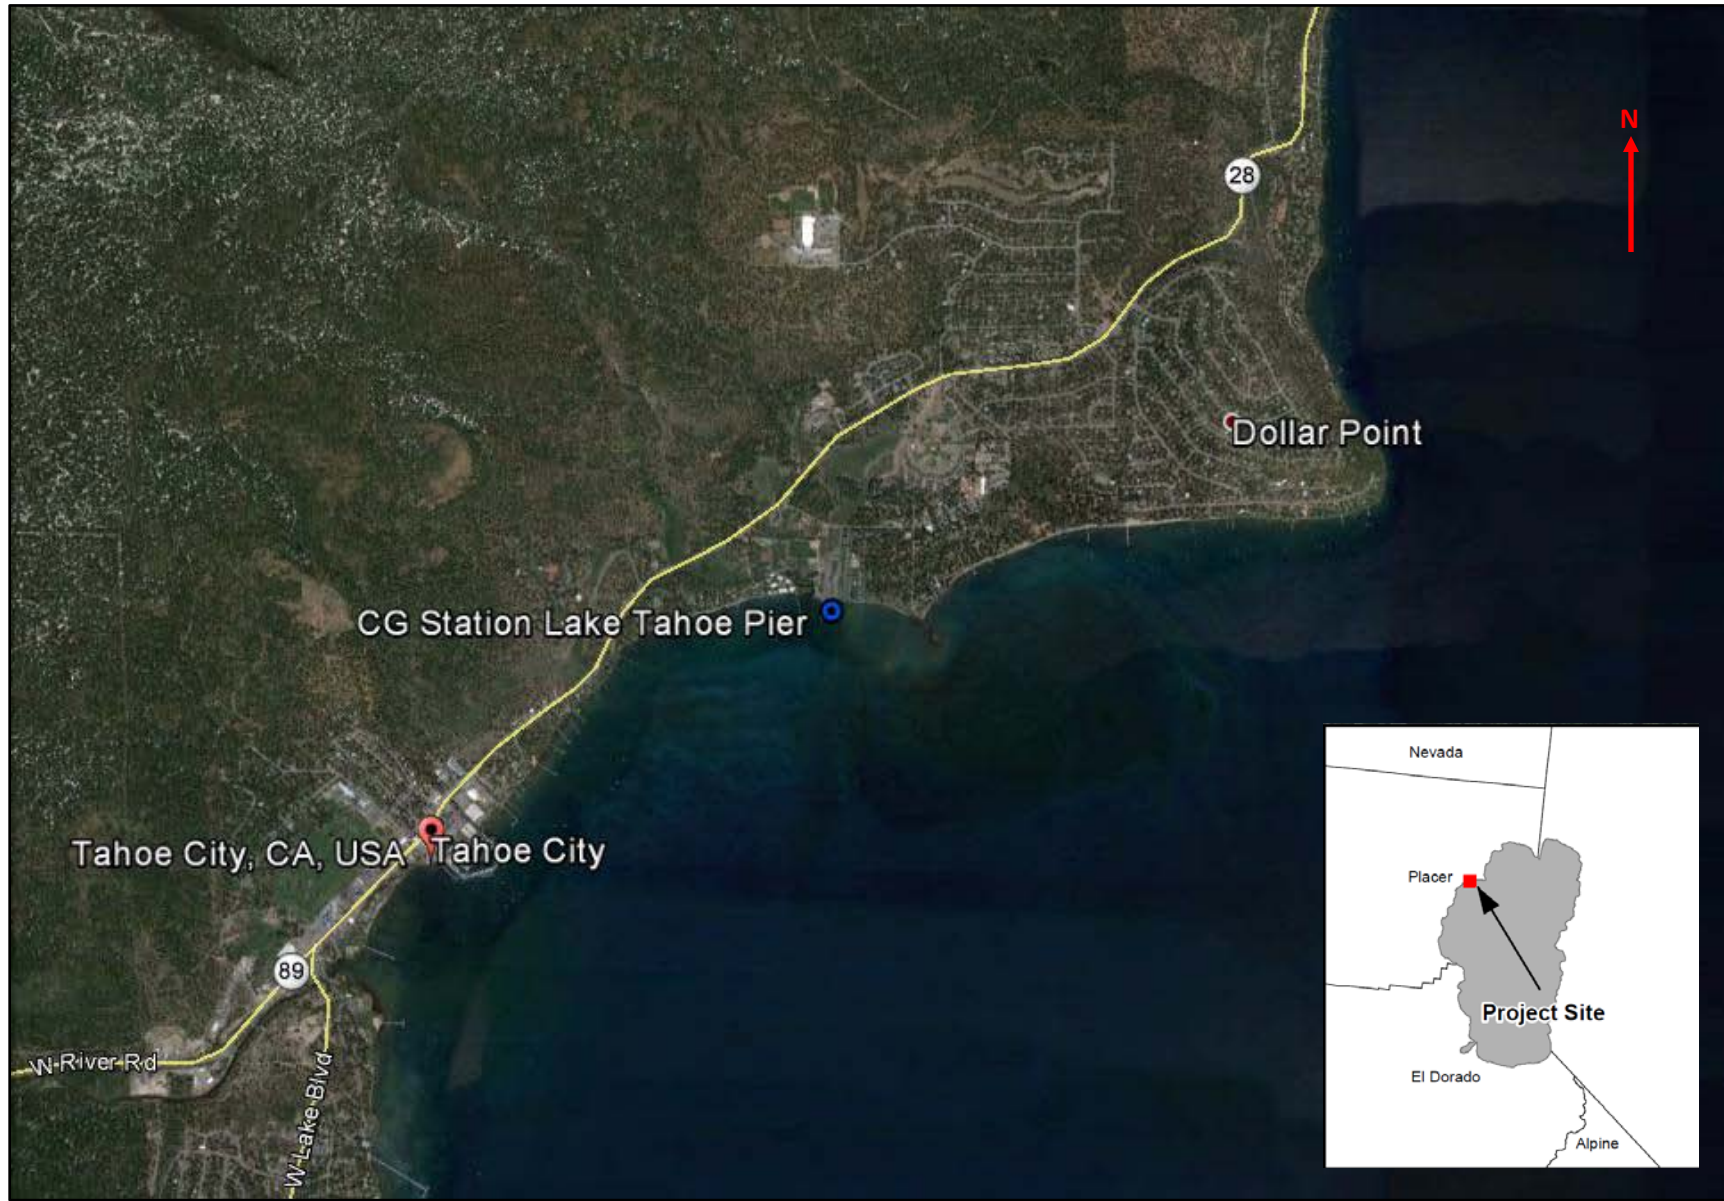 N
28
Dollar Point
CG Station Lake Tahoe Pier
Tahoe City, CA, USA
Tahoe City
89
W River Rd
W Lake Blvd
Nevada
Placer
Project Site
El Dorado
Alpine